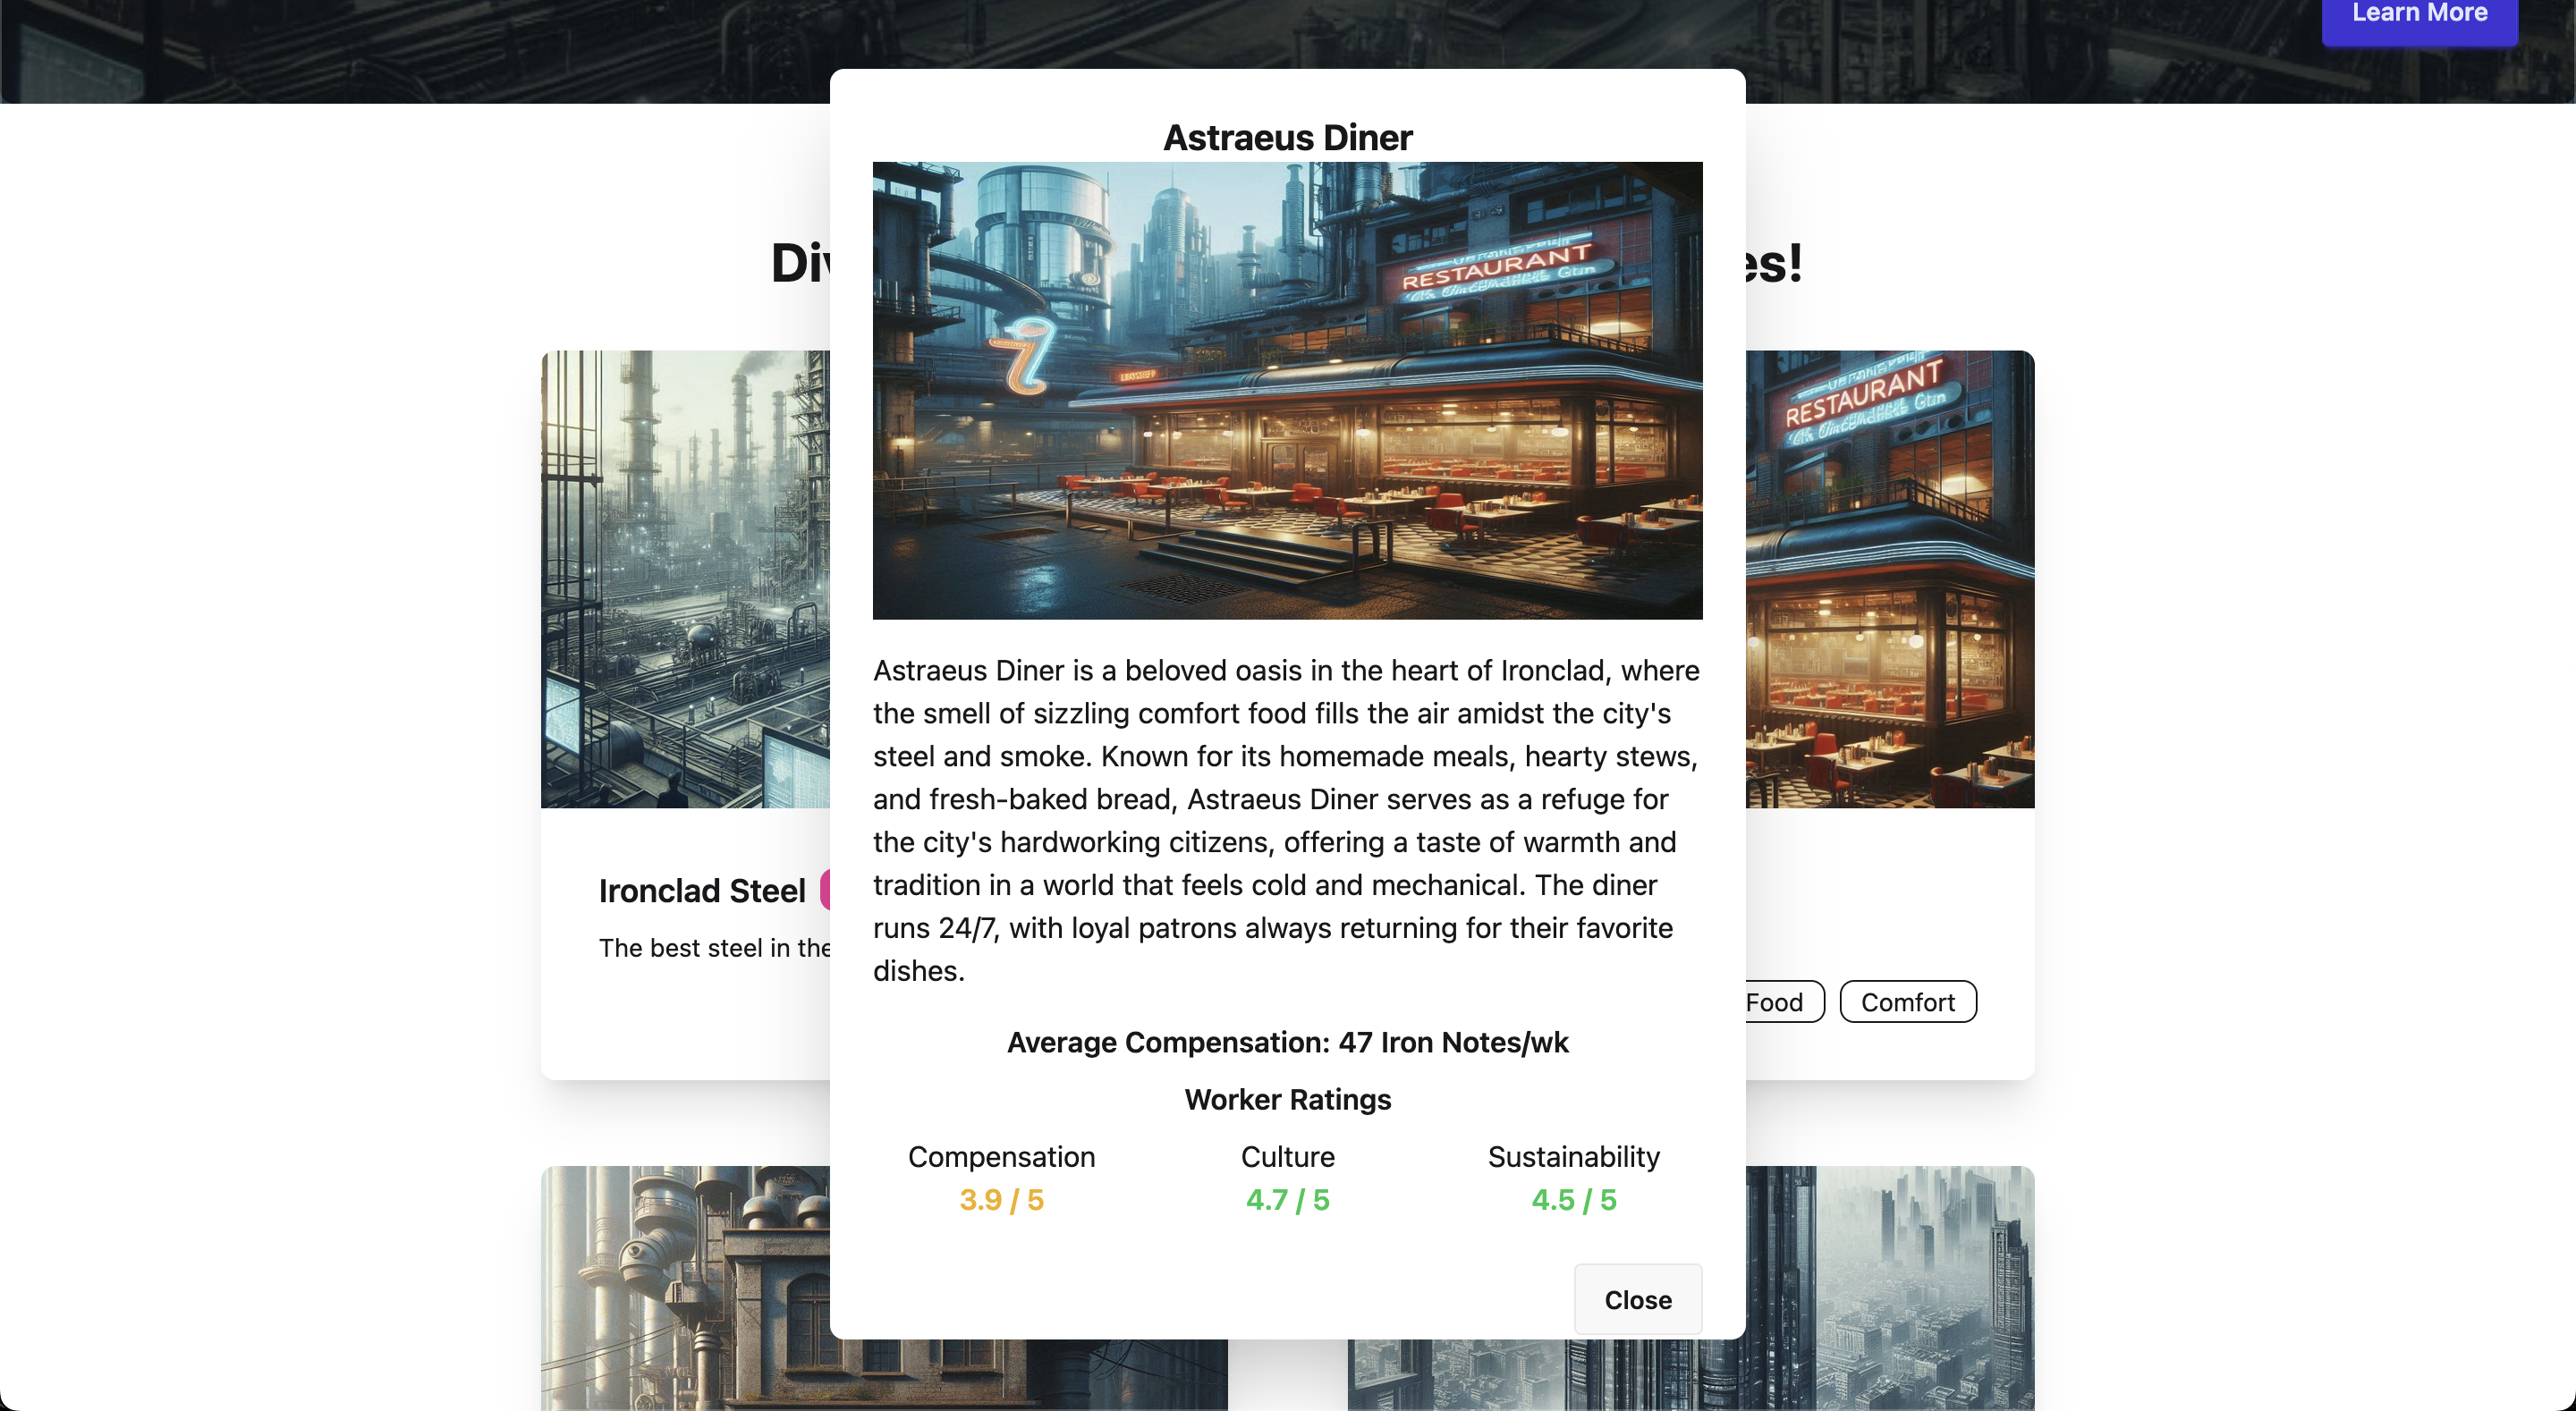 Learn More
Astraeus Diner
RESTAURANT
Div
es!
RESTAURANT
Astraeus Diner is a beloved oasis in the heart of Ironclad, where
the smell of sizzling comfort food fills the air amidst the city's
steel and smoke. Known for its homemade meals, hearty stews,
and fresh-baked bread, Astraeus Diner serves as a refuge for
the city's hardworking citizens, offering a taste of warmth and
tradition in a world that feels cold and mechanical. The diner
runs 24/7, with loyal patrons always returning for their favorite
dishes.
Ironclad Steel
The best steel in the
Food Comfort
Average Compensation: 47 Iron Notes/wk
Worker Ratings
Compensation Culture Sustainability
3.9 / 5 4.7 / 5 4.5 / 5
Close